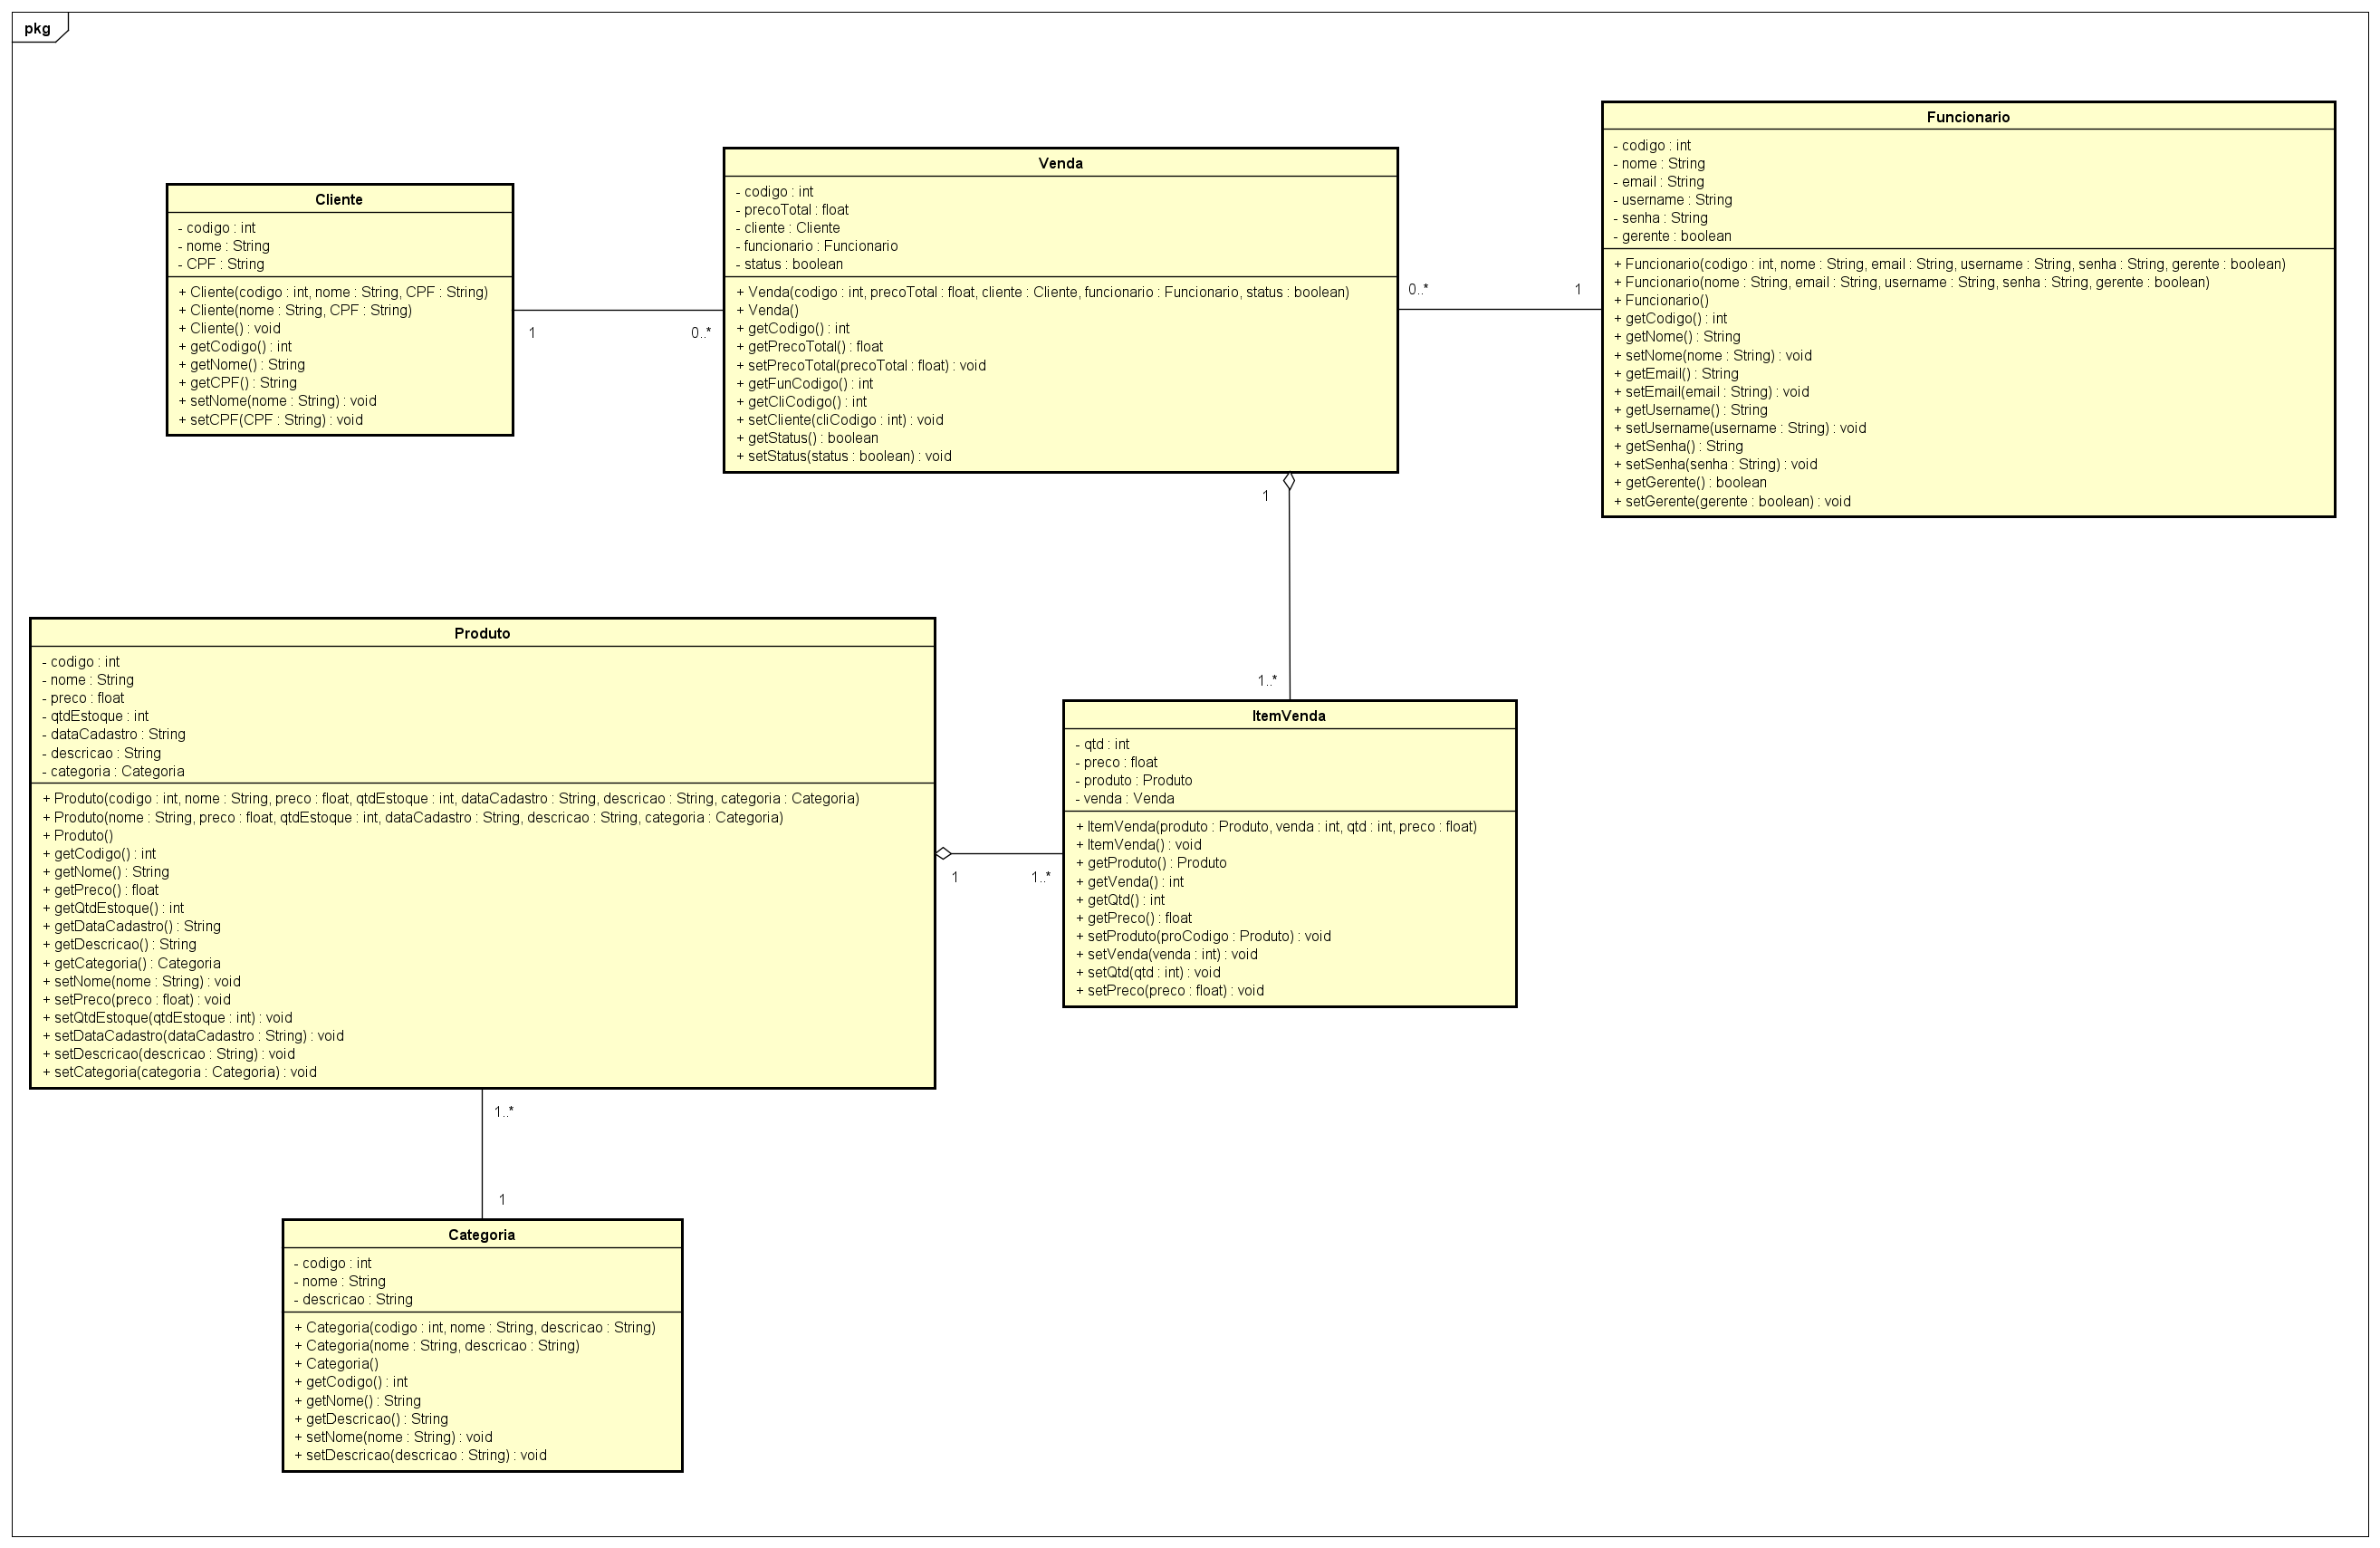 pkg
Cliente
- codigo : int
- nome : String
- CPF : String
+ Cliente(codigo : int, nome : String, CPF : String)
+ Cliente(nome : String, CPF : String)
+ Cliente() : void
+ getCodigo() : int
+ getNome() : String
+ getCPF() : String
+ setNome(nome : String) : void
+ setCPF(CPF : String) : void
1
0..*
Venda
- codigo : int
- precoTotal : float
- cliente : Cliente
- funcionario : Funcionario
- status : boolean
+ Venda(codigo : int, precoTotal : float, cliente : Cliente, funcionario : Funcionario, status : boolean)
+ Venda()
+ getCodigo() : int
+ getPrecoTotal() : float
+ setPrecoTotal(precoTotal : float) : void
+ getFunCodigo() : int
+ getCliCodigo() : int
+ setCliente(cliCodigo : int) : void
+ getStatus() : boolean
+ setStatus(status : boolean) : void
0..*
1
Funcionario
- codigo : int
- nome : String
- email : String
- username : String
- senha : String
- gerente : boolean
+ Funcionario(codigo : int, nome : String, email : String, username : String, senha : String, gerente : boolean)
+ Funcionario(nome : String, email : String, username : String, senha : String, gerente : boolean)
+ Funcionario()
+ getCodigo() : int
+ getNome() : String
+ setNome(nome : String) : void
+ getEmail() : String
+ setEmail(email : String) : void
+ getUsername() : String
+ setUsername(username : String) : void
+ getSenha() : String
+ setSenha(senha : String) : void
+ getGerente() : boolean
+ setGerente(gerente : boolean) : void
1
1..*
Produto
- codigo : int
- nome : String
- preco : float
- qtdEstoque : int
- dataCadastro : String
- descricao : String
- categoria : Categoria
+ Produto(codigo : int, nome : String, preco : float, qtdEstoque : int, dataCadastro : String, descricao : String, categoria : Categoria)
+ Produto(nome : String, preco : float, qtdEstoque : int, dataCadastro : String, descricao : String, categoria : Categoria)
+ Produto()
+ getCodigo() : int
+ getNome() : String
+ getPreco() : float
+ getQtdEstoque() : int
+ getDataCadastro() : String
+ getDescricao() : String
+ getCategoria() : Categoria
+ setNome(nome : String) : void
+ setPreco(preco : float) : void
+ setQtdEstoque(qtdEstoque : int) : void
+ setDataCadastro(dataCadastro : String) : void
+ setDescricao(descricao : String) : void
+ setCategoria(categoria : Categoria) : void
1
1..*
ItemVenda
- qtd : int
- preco : float
- produto : Produto
- venda : Venda
+ ItemVenda(produto : Produto, venda : int, qtd : int, preco : float)
+ ItemVenda() : void
+ getProduto() : Produto
+ getVenda() : int
+ getQtd() : int
+ getPreco() : float
+ setProduto(proCodigo : Produto) : void
+ setVenda(venda : int) : void
+ setQtd(qtd : int) : void
+ setPreco(preco : float) : void
1..*
1
Categoria
- codigo : int
- nome : String
- descricao : String
+ Categoria(codigo : int, nome : String, descricao : String)
+ Categoria(nome : String, descricao : String)
+ Categoria()
+ getCodigo() : int
+ getNome() : String
+ getDescricao() : String
+ setNome(nome : String) : void
+ setDescricao(descricao : String) : void